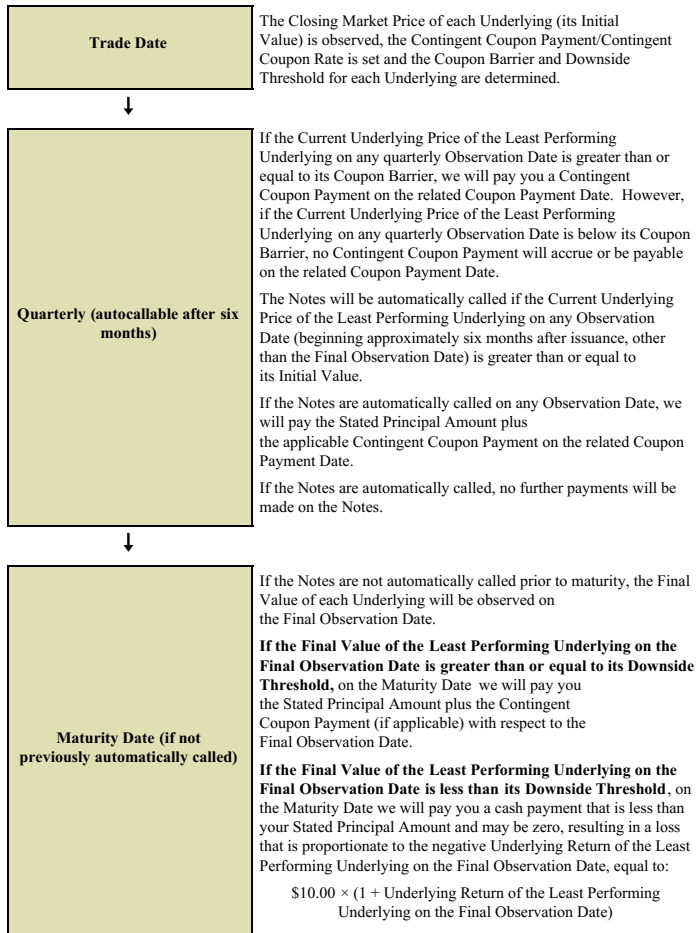 Trade Date
The Closing Market Price of each Underlying (its Initial
Value) is observed, the Contingent Coupon Payment/Contingent
Coupon Rate is set and the Coupon Barrier and Downside
Threshold for each Underlying are determined.
↓
Quarterly (autocallable after six
months)
If the Current Underlying Price of the Least Performing
Underlying on any quarterly Observation Date is greater than or
equal to its Coupon Barrier, we will pay you a Contingent
Coupon Payment on the related Coupon Payment Date. However,
if the Current Underlying Price of the Least Performing
Underlying on any quarterly Observation Date is below its Coupon
Barrier, no Contingent Coupon Payment will accrue or be payable
on the related Coupon Payment Date.
The Notes will be automatically called if the Current Underlying
Price of the Least Performing Underlying on any Observation
Date (beginning approximately six months after issuance, other
than the Final Observation Date) is greater than or equal to
its Initial Value.
If the Notes are automatically called on any Observation Date, we
will pay the Stated Principal Amount plus
the applicable Contingent Coupon Payment on the related Coupon
Payment Date.
If the Notes are automatically called, no further payments will be
made on the Notes.
↓
Maturity Date (if not
previously automatically called)
If the Notes are not automatically called prior to maturity, the Final
Value of each Underlying will be observed on
the Final Observation Date.
If the Final Value of the Least Performing Underlying on the
Final Observation Date is greater than or equal to its Downside
Threshold, on the Maturity Date we will pay you
the Stated Principal Amount plus the Contingent
Coupon Payment (if applicable) with respect to the
Final Observation Date.
If the Final Value of the Least Performing Underlying on the
Final Observation Date is less than its Downside Threshold, on
the Maturity Date we will pay you a cash payment that is less than
your Stated Principal Amount and may be zero, resulting in a loss
that is proportionate to the negative Underlying Return of the Least
Performing Underlying on the Final Observation Date, equal to:
$10.00 × (1 + Underlying Return of the Least Performing
Underlying on the Final Observation Date)